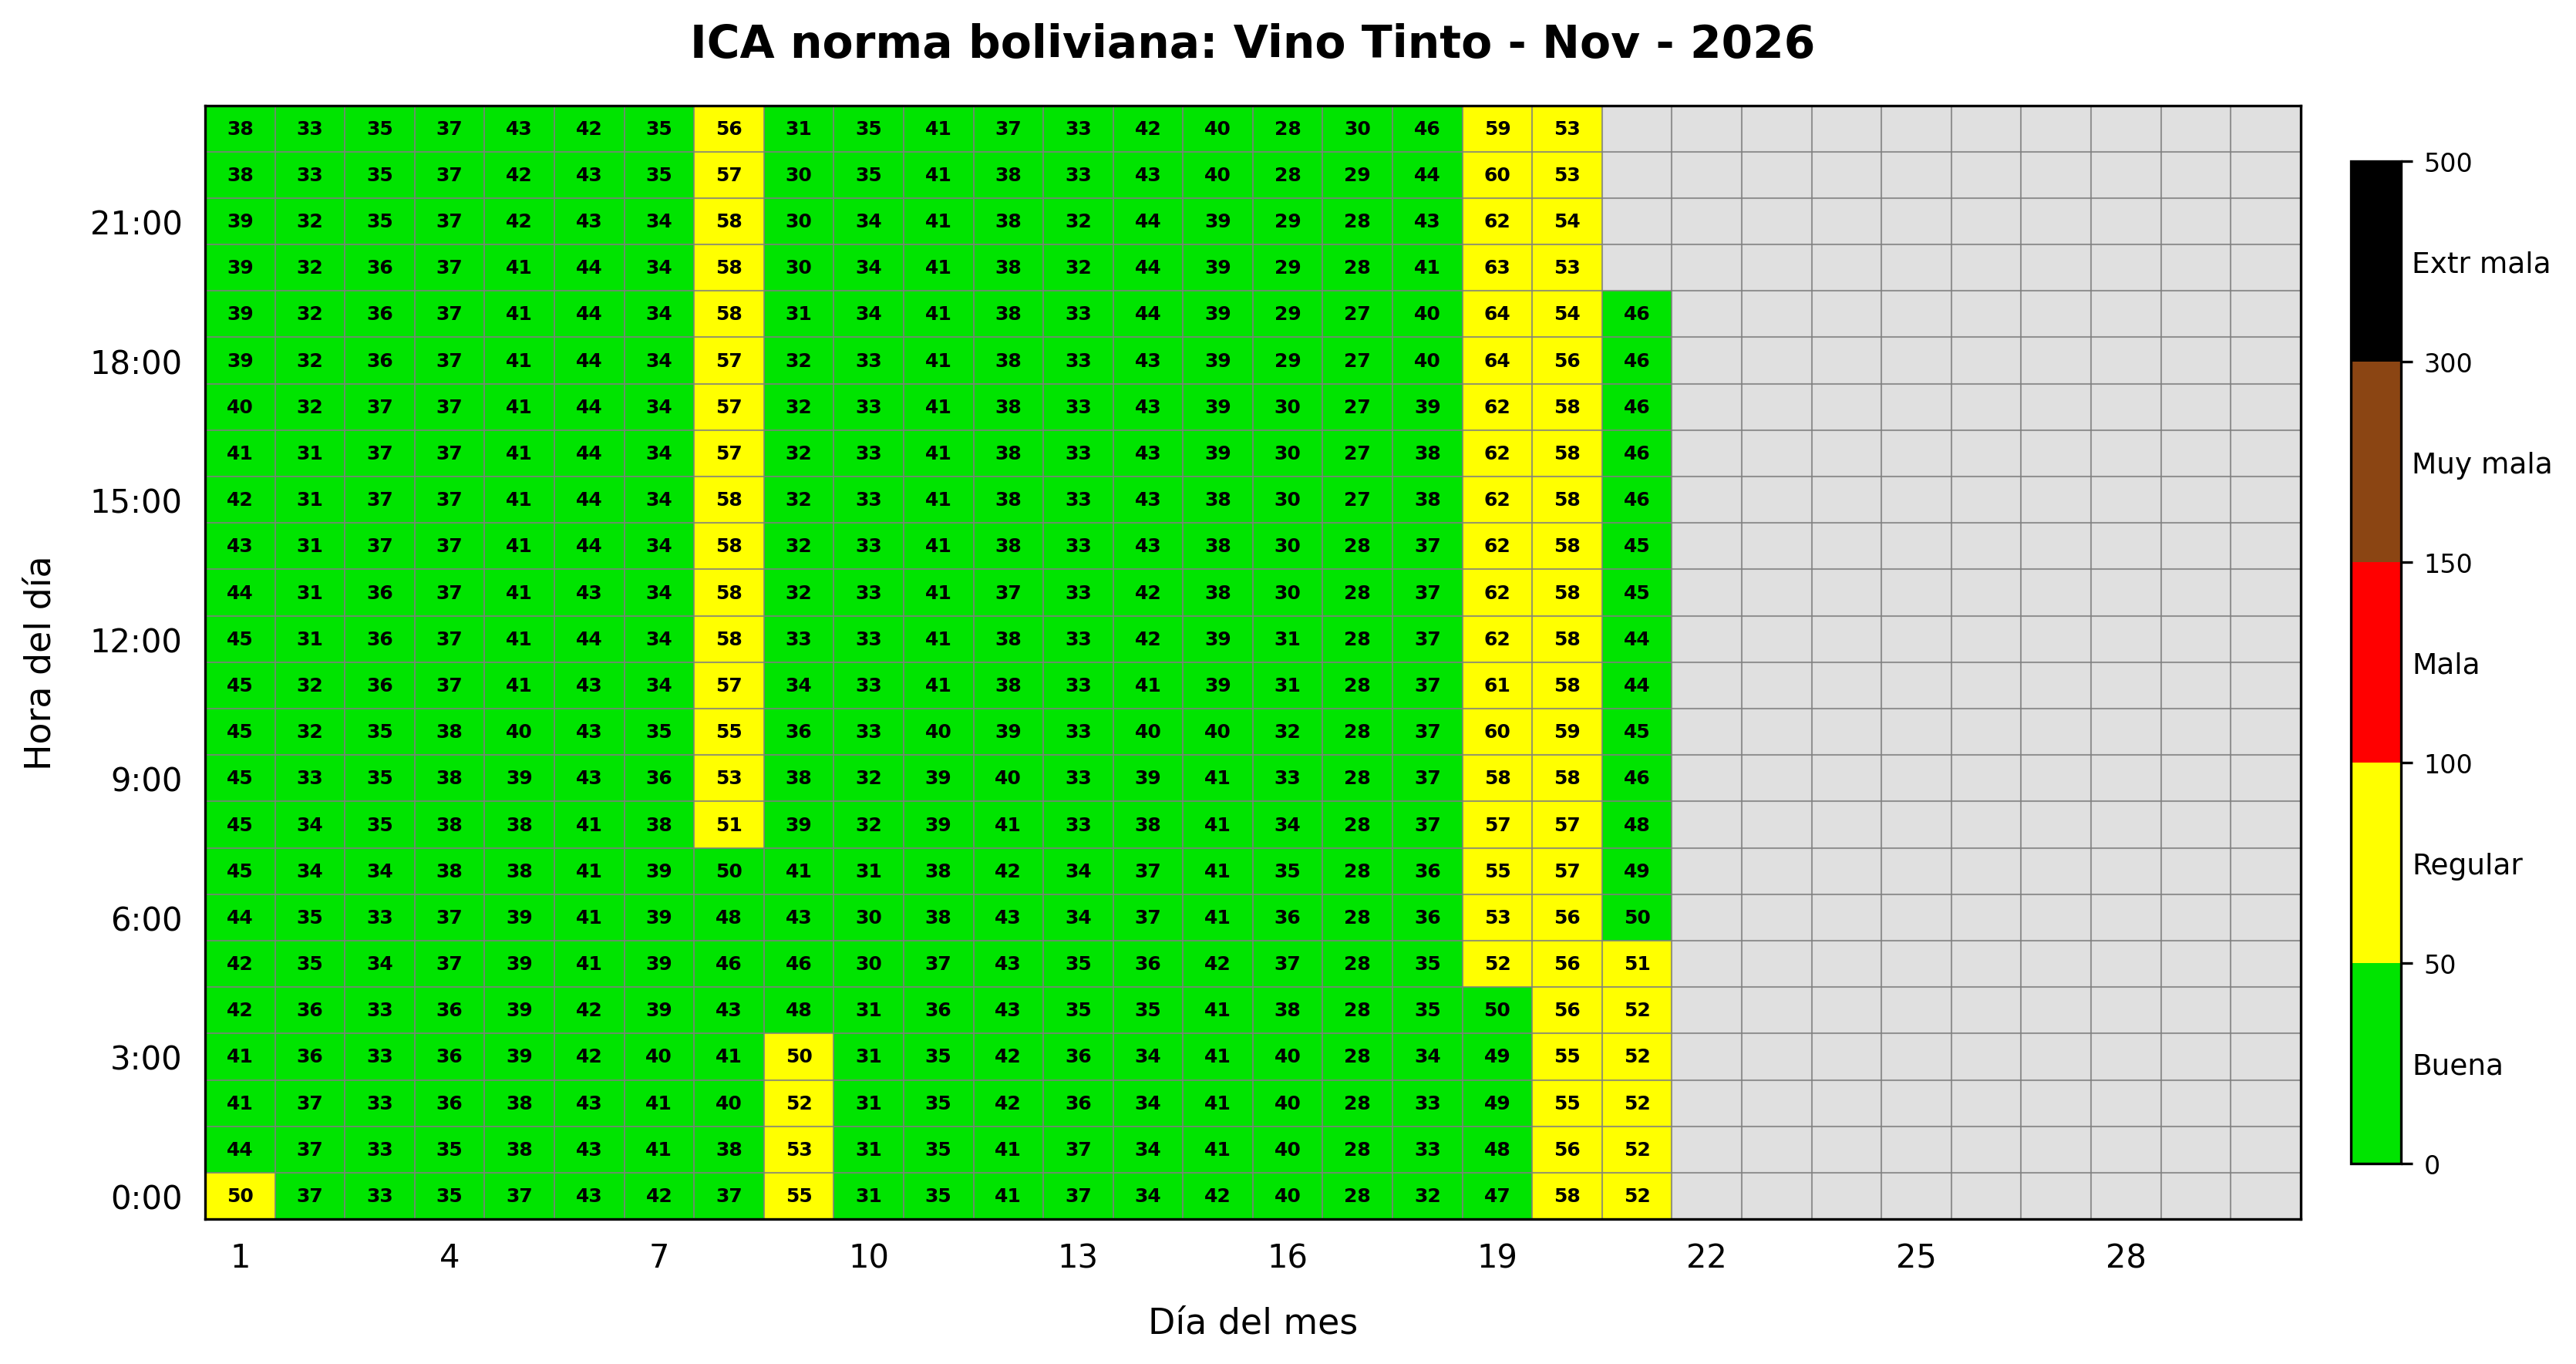 ICA norma boliviana: Vino Tinto - Nov - 2026
38 33 35 37 43 42 35 56 31 35 41 37 33 42 40 28 30 46 59 53
38 33 35 37 42 43 35 57 30 35 41 38 33 43 40 28 29 44 60 53
21:00 39 32 35 37 42 43 34 58 30 34 41 38 32 44 39 29 28 43 62 54
39 32 36 37 41 44 34 58 30 34 41 38 32 44 39 29 28 41 63 53
39 32 36 37 41 44 34 58 31 34 41 38 33 44 39 29 27 40 64 54 46
18:00 39 32 36 37 41 44 34 57 32 33 41 38 33 43 39 29 27 40 64 56 46
40 32 37 37 41 44 34 57 32 33 41 38 33 43 39 30 27 39 62 58 46
41 31 37 37 41 44 34 57 32 33 41 38 33 43 39 30 27 38 62 58 46
15:00 42 31 37 37 41 44 34 58 32 33 41 38 33 43 38 30 27 38 62 58 46
43 31 37 37 41 44 34 58 32 33 41 38 33 43 38 30 28 37 62 58 45
44 31 36 37 41 43 34 58 32 33 41 37 33 42 38 30 28 37 62 58 45
12:00 45 31 36 37 41 44 34 58 33 33 41 38 33 42 39 31 28 37 62 58 44
45 32 36 37 41 43 34 57 34 33 41 38 33 41 39 31 28 37 61 58 44
45 32 35 38 40 43 35 55 36 33 40 39 33 40 40 32 28 37 60 59 45
9:00 45 33 35 38 39 43 36 53 38 32 39 40 33 39 41 33 28 37 58 58 46
45 34 35 38 38 41 38 51 39 32 39 41 33 38 41 34 28 37 57 57 48
45 34 34 38 38 41 39 50 41 31 38 42 34 37 41 35 28 36 55 57 49
6:00 44 35 33 37 39 41 39 48 43 30 38 43 34 37 41 36 28 36 53 56 50
42 35 34 37 39 41 39 46 46 30 37 43 35 36 42 37 28 35 52 56 51
42 36 33 36 39 42 39 43 48 31 36 43 35 35 41 38 28 35 50 56 52
3:00 41 36 33 36 39 42 40 41 50 31 35 42 36 34 41 40 28 34 49 55 52
41 37 33 36 38 43 41 40 52 31 35 42 36 34 41 40 28 33 49 55 52
44 37 33 35 38 43 41 38 53 31 35 41 37 34 41 40 28 33 48 56 52
0:00 50 37 33 35 37 43 42 37 55 31 35 41 37 34 42 40 28 32 47 58 52
1 4 7 10 13 16 19 22 25 28
Día del mes
Hora del día
500
Extr mala
300
Muy mala
150
Mala
100
Regular
50
Buena
0